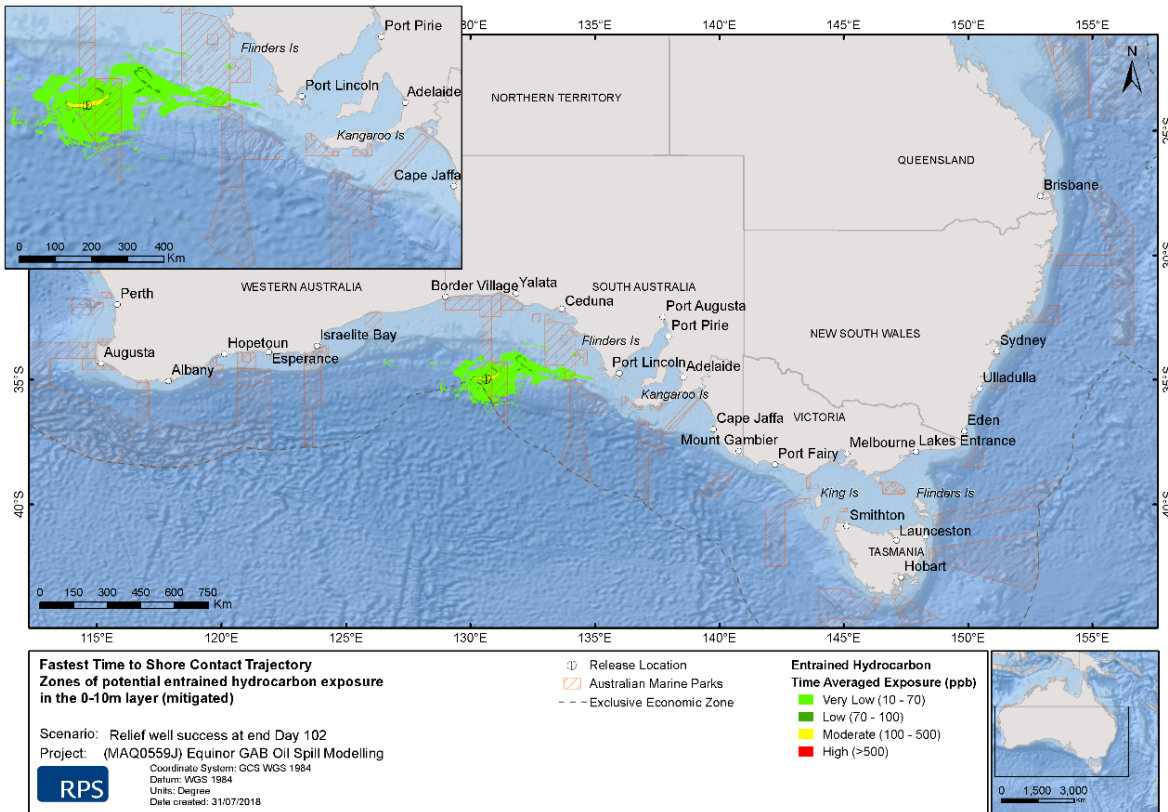 130°E
135°E
140°E
145°E
150°E
155°E
Port Pirie
Flinders Is
Port Lincoln
Adelaide
Kangaroo Is
Cape Jaffa
0 100 200 300 400
Km
N
NORTHERN TERRITORY
QUEENSLAND
Brisbane
25°S
30°S
WESTERN AUSTRALIA
Border Village
Yalata
Ceduna
SOUTH AUSTRALIA
Port Augusta
Port Pirie
Perth
Israelite Bay
Flinders Is
NEW SOUTH WALES
Sydney
Augusta
Hopetoun
Esperance
Albany
Port Lincoln
Adelaide
Ulladulla
35°S
35°S
Kangaroo Is
Cape Jaffa
VICTORIA
Eden
Mount Gambier
Melbourne
Lakes Entrance
Port Fairy
King Is
Flinders Is
40°S
40°S
Smithton
Launceston
TASMANIA
Hobart
0 150 300 450 600 750
Km
115°E
120°E
125°E
130°E
135°E
140°E
145°E
150°E
155°E
Fastest Time to Shore Contact Trajectory
Zones of potential entrained hydrocarbon exposure
in the 0-10m layer (mitigated)
Scenario: Relief well success at end Day 102
Project: (MAQ0559J) Equinor GAB Oil Spill Modelling
RPS
Coordinate System: GCS WGS 1984
Datum: WGS 1984
Units: Degree
Date created: 31/07/2018
Release Location
Australian Marine Parks
Exclusive Economic Zone
Entrained Hydrocarbon
Time Averaged Exposure (ppb)
Very Low (10 - 70)
Low (70 - 100)
Moderate (100 - 500)
High (>500)
0 1,500 3,000
Km